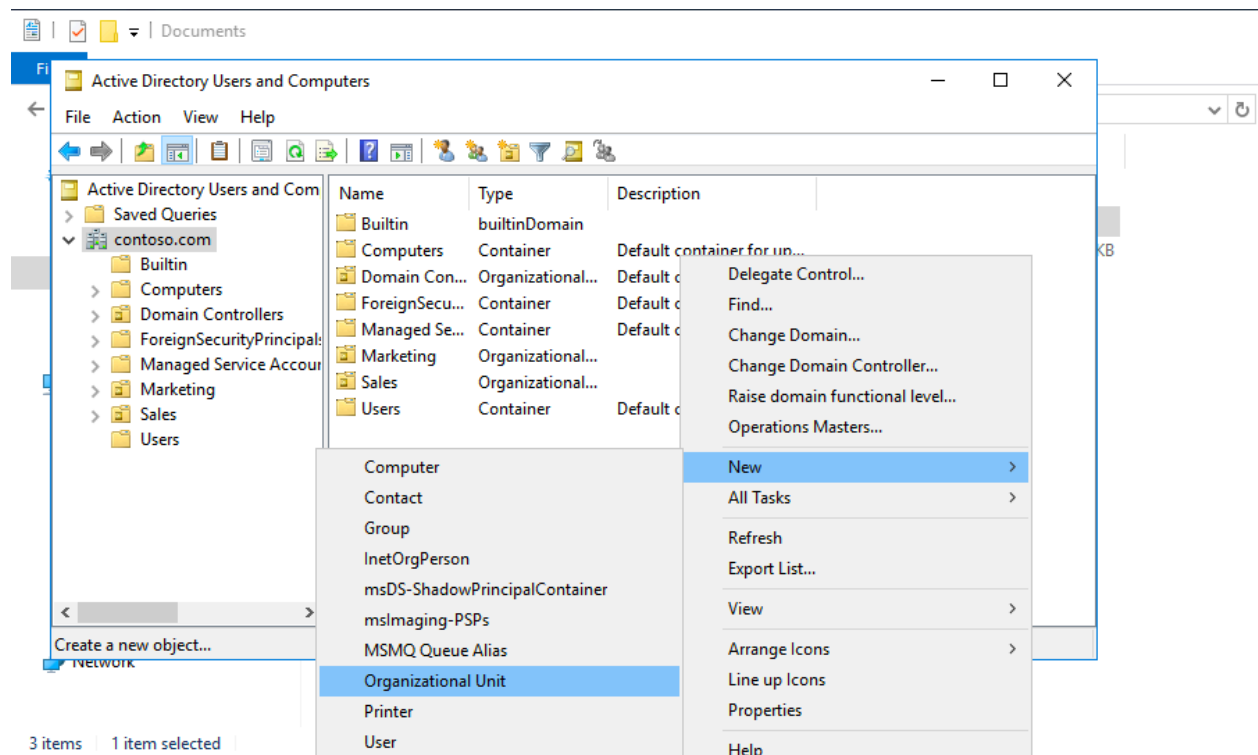 Documents
Fi
Active Directory Users and Computers
File Action View Help
Active Directory Users and Com
Saved Queries
contoso.com
Builtin
Computers
Domain Controllers
ForeignSecurityPrincipals
Managed Service Accour
Marketing
Sales
Users
Name Type Description
Builtin builtinDomain
Computers Container Default container for up...
Domain Con... Organizational... Default c
ForeignSecu... Container Default c
Managed Se... Container Default c
Marketing Organizational...
Sales Organizational...
Users Container Default c
KB
Delegate Control...
Find...
Change Domain...
Change Domain Controller...
Raise domain functional level...
Operations Masters...
New
All Tasks
Refresh
Export List...
View
Arrange Icons
Line up Icons
Properties
Help
Computer
Contact
Group
InetOrgPerson
msDS-ShadowPrincipalContainer
msImaging-PSPs
MSMQ Queue Alias
Organizational Unit
Printer
User
Create a new object...
Network
3 items 1 item selected